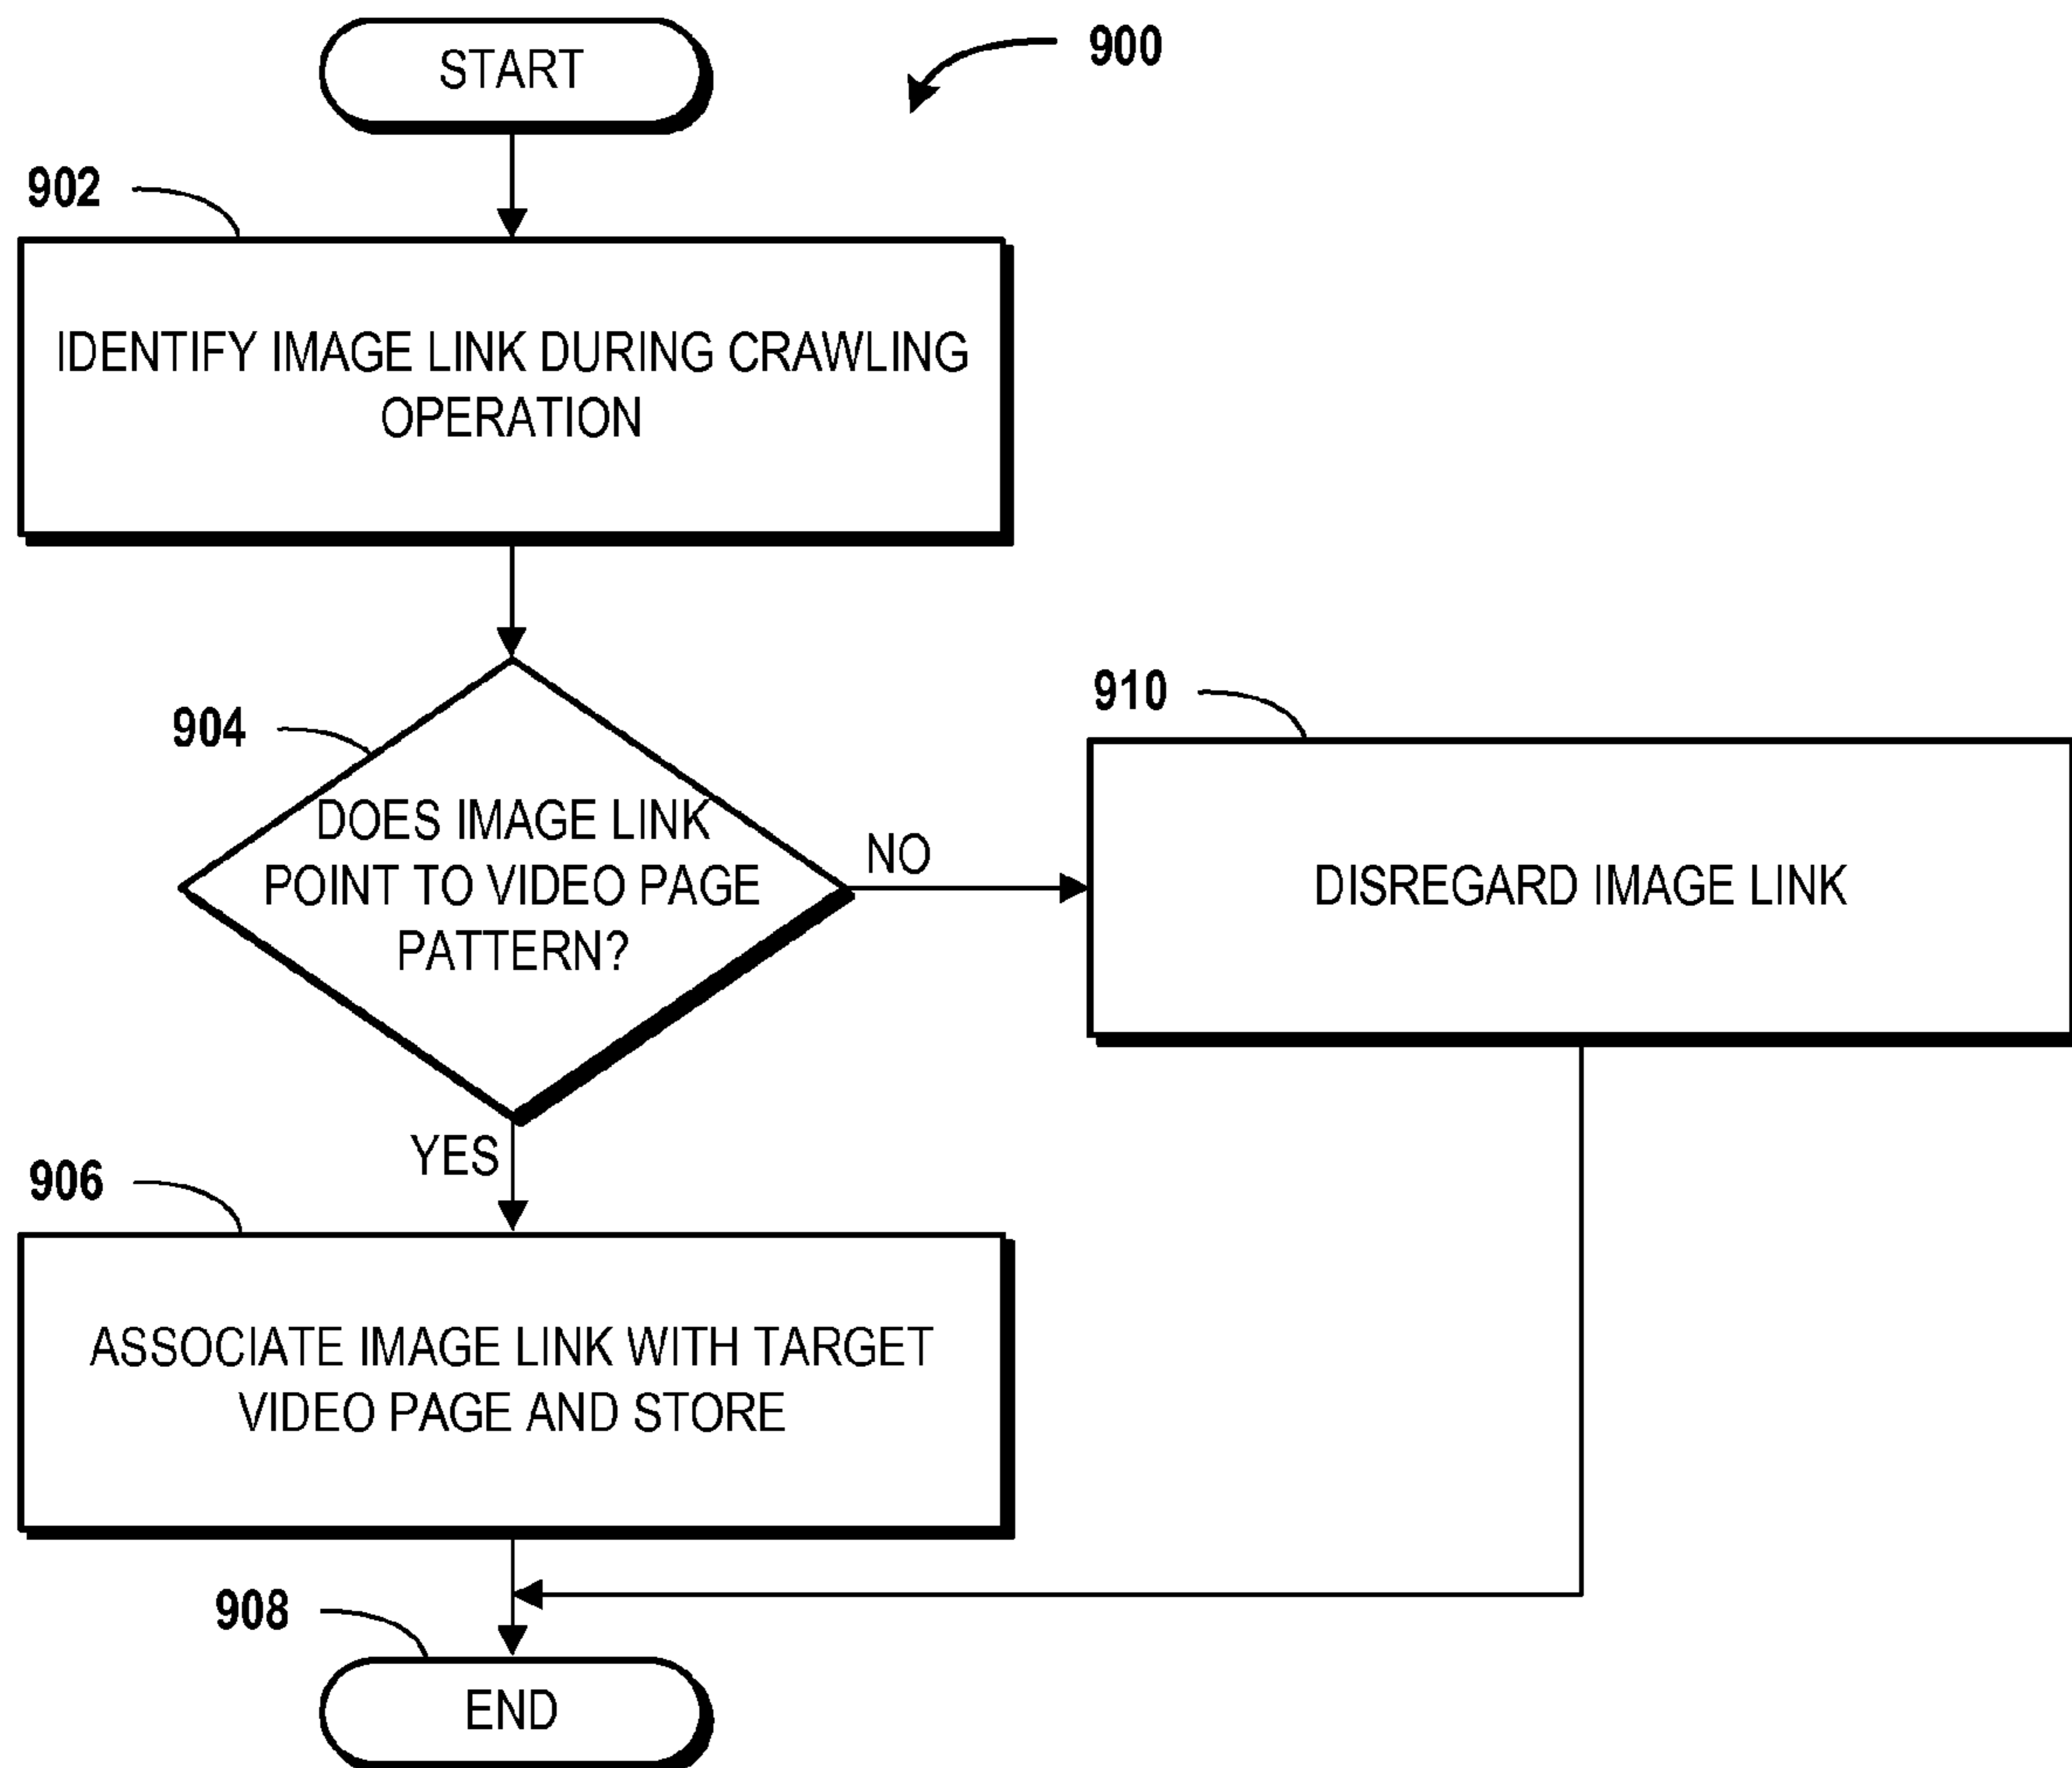 START
900
902
IDENTIFY IMAGE LINK DURING CRAWLING
OPERATION
904
DOES IMAGE LINK
POINT TO VIDEO PAGE
PATTERN?
NO
910
DISREGARD IMAGE LINK
YES
906
ASSOCIATE IMAGE LINK WITH TARGET
VIDEO PAGE AND STORE
908
END